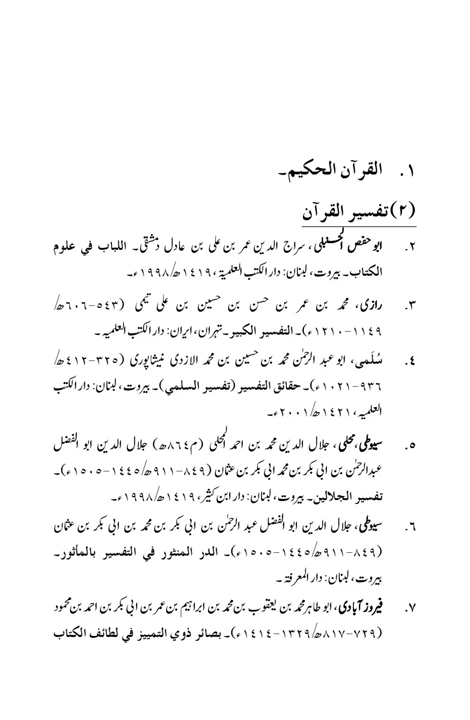 ١. القرآن الحكيم۔
(٢) تفسير القرآن
٢. ابو حفص الحنبلی، سراج الدین عمر بن علی بن عادل دمشقی۔ اللباب في علوم
الکتاب۔ بیروت، لبنان: دار الکتب العلمیة، ١٤١٩ھ/١٩٩٨ء۔
٣. رازی، محمد بن عمر بن حسن بن حسین بن علی تیمی (٥٤٣-٦٠٦ھ/
١١٤٩-١٢١٠ء)۔ التفسير الكبير۔ تہران، ایران: دار الکتب العلمیہ۔
٤. سُلَمی، ابو عبد الرحمٰن محمد بن حسین بن محمد الازدی نیشاپوری (٣٢٥-٤١٢ھ/
٩٣٦-١٠٢١ء)۔ حقائق التفسير (تفسير السلمي)۔ بیروت، لبنان: دار الکتب
العلمیہ، ١٤٢١ھ/٢٠٠١ء۔
٥. سیوطی، محلی، جلال الدین محمد بن احمد المحلی (م٨٦٤ھ) جلال الدین ابو الفضل
عبدالرحمٰن بن ابی بکر بن محمد ابی بکر بن عثمان (٨٤٩-٩١١ھ/١٤٤٥-١٥٠٥ء)۔
تفسير الجلالين۔ بیروت، لبنان: دار ابن کثیر، ١٤١٩ھ/١٩٩٨ء۔
٦. سیوطی، جلال الدین ابو الفضل عبد الرحمٰن بن ابی بکر بن محمد بن ابی بکر بن عثمان
(٨٤٩-٩١١ھ/١٤٤٥-١٥٠٥ء)۔ الدر المنثور في التفسير بالمأثور۔
بیروت، لبنان: دار المعرفۃ۔
٧. فیروز آبادی، ابو طاہر محمد بن یعقوب بن محمد بن ابراہیم بن عمر بن ابی بکر بن احمد بن محمود
(٧٢٩-٨١٧ھ/١٣٢٩-١٤١٤ء)۔ بصائر ذوي التمييز في لطائف الكتاب